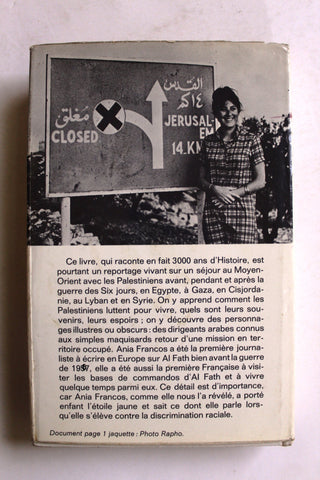 القدس
١٤ كم
مغلق
CLOSED
JERUSAL-
EM
14.KM
Ce livre, qui raconte en fait 3000 ans d'Histoire, est
pourtant un reportage vivant sur un séjour au Moyen-
Orient avec les Palestiniens avant, pendant et après la
guerre des Six jours, en Egypte, à Gaza, en Cisjorda-
nie, au Lyban et en Syrie. On y apprend comment les
Palestiniens luttent pour vivre, quels sont leurs sou-
venirs, leurs espoirs ; on y découvre des personna-
ges illustres ou obscurs : des dirigeants arabes connus
aux simples maquisards retour d'une mission en ter-
ritoire occupé. Ania Francos a été la première journa-
liste à écrire en Europe sur Al Fath bien avant la guerre
de 1967, elle a été aussi la première Française à visi-
ter les bases de commandos d'Al Fath et à vivre
quelque temps parmi eux. Ce détail est d'importance,
car Ania Francos, comme elle nous l'a révélé, a porté
enfant l'étoile jaune et sait ce dont elle parle lors-
qu'elle s'élève contre la discrimination raciale.
Document page 1 jaquette : Photo Rapho.